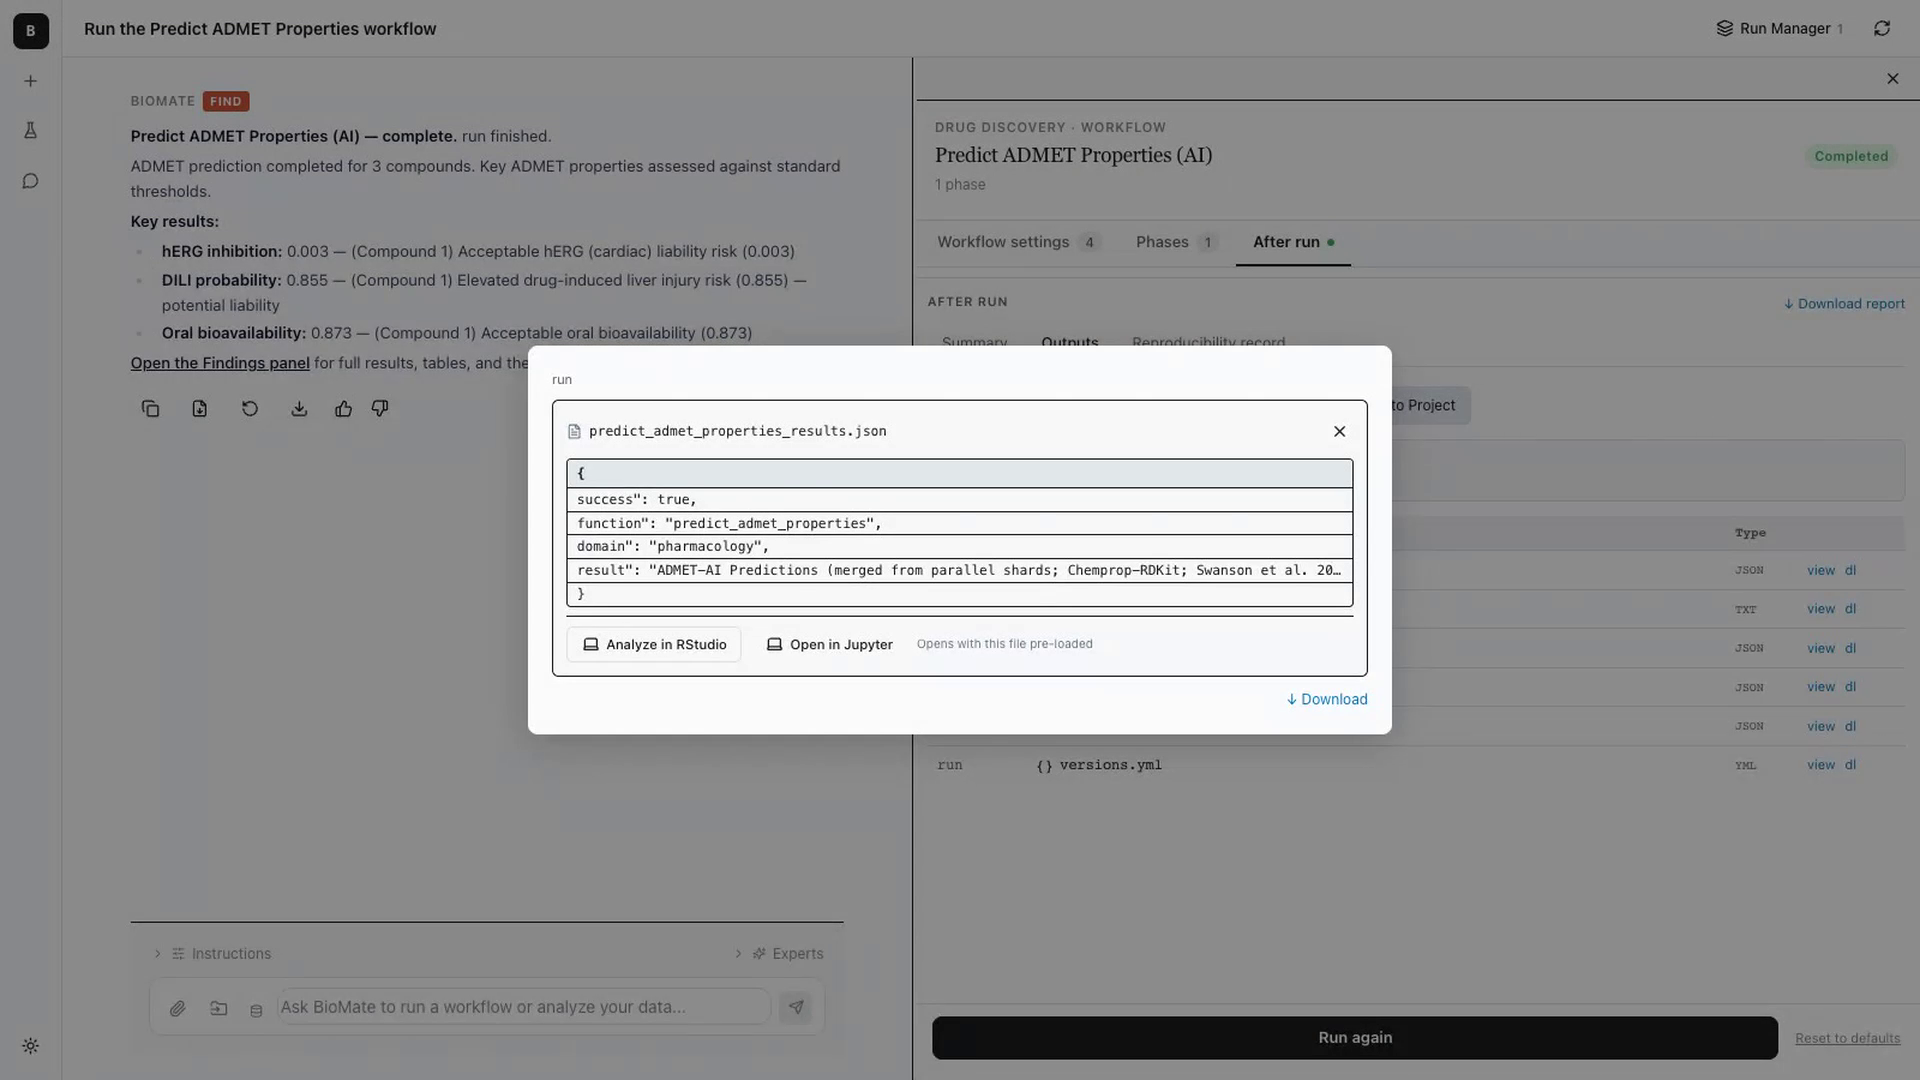 B
Run the Predict ADMET Properties workflow
Run Manager 1
BIOMATE FIND
Predict ADMET Properties (AI) — complete. run finished.
ADMET prediction completed for 3 compounds. Key ADMET properties assessed against standard
thresholds.
Key results:
hERG inhibition: 0.003 — (Compound 1) Acceptable hERG (cardiac) liability risk (0.003)
DILI probability: 0.855 — (Compound 1) Elevated drug-induced liver injury risk (0.855) —
potential liability
Oral bioavailability: 0.873 — (Compound 1) Acceptable oral bioavailability (0.873)
Open the Findings panel for full results, tables, and the
Instructions
Experts
Ask BioMate to run a workflow or analyze your data...
DRUG DISCOVERY · WORKFLOW
Predict ADMET Properties (AI)
Completed
1 phase
Workflow settings 4
Phases 1
After run
AFTER RUN
↓ Download report
Summary Outputs Reproducibility record
to Project
Type
JSON view dl
TXT view dl
JSON view dl
JSON view dl
JSON view dl
run {} versions.yml YML view dl
Run again
Reset to defaults
run
predict_admet_properties_results.json
{
success": true,
function": "predict_admet_properties",
domain": "pharmacology",
result": "ADMET-AI Predictions (merged from parallel shards; Chemprop-RDKit; Swanson et al. 20…
}
Analyze in RStudio
Open in Jupyter
Opens with this file pre-loaded
↓ Download